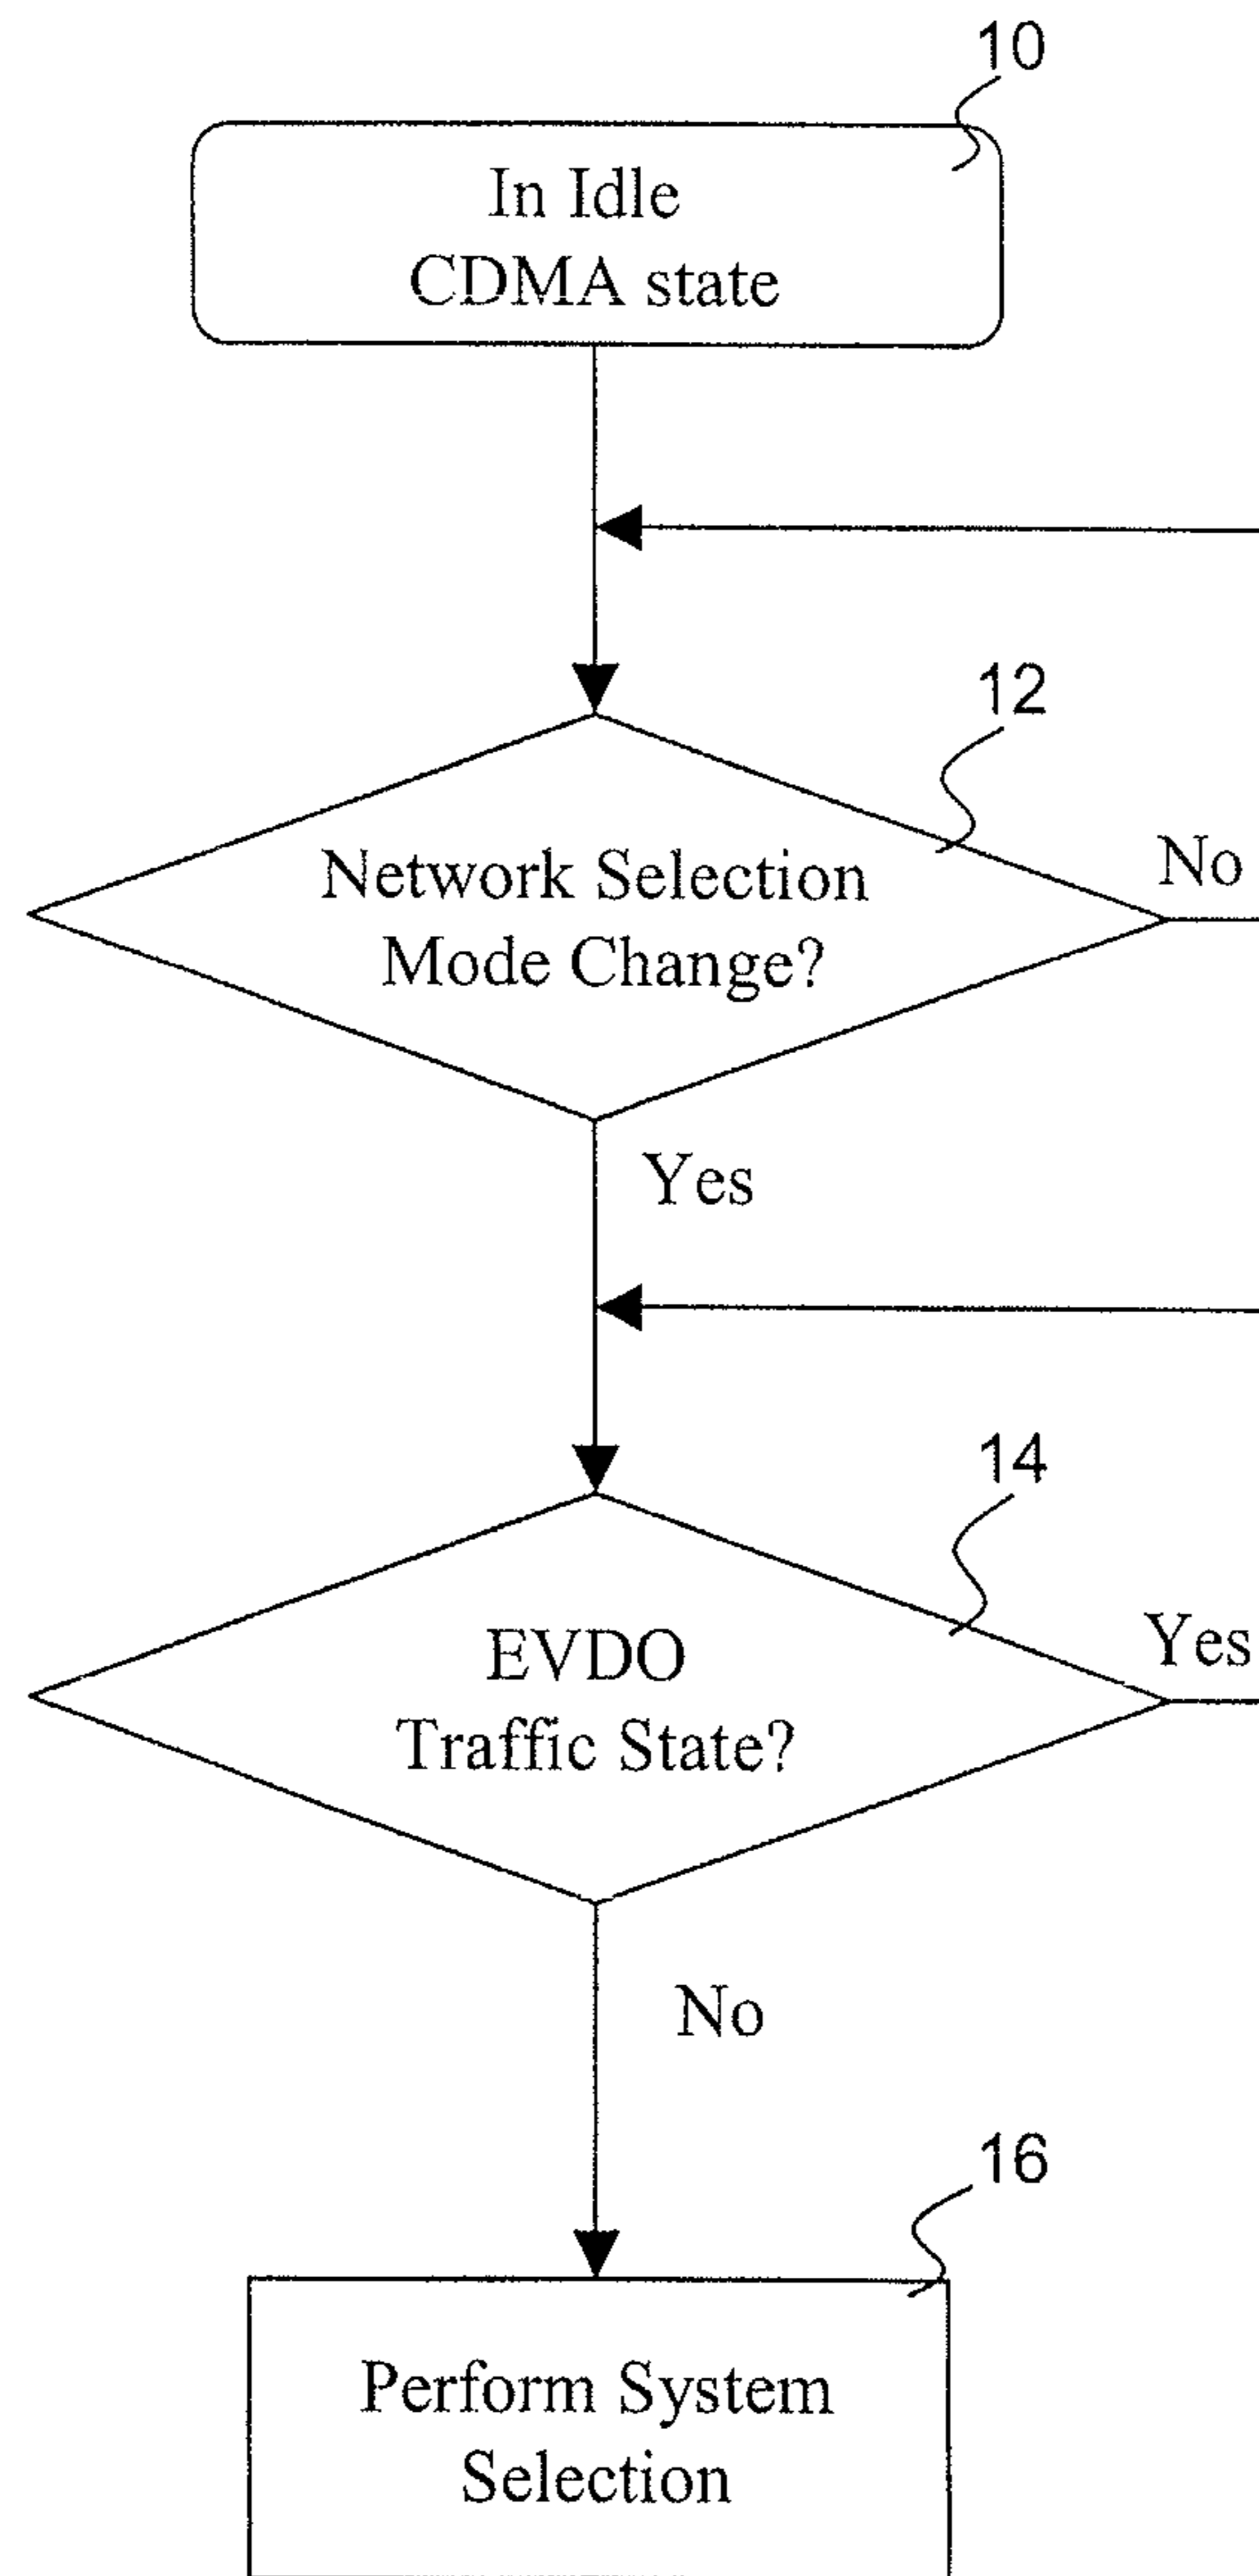 10
In Idle
CDMA state
12
Network Selection
Mode Change?
No
Yes
14
EVDO
Traffic State?
Yes
No
16
Perform System
Selection